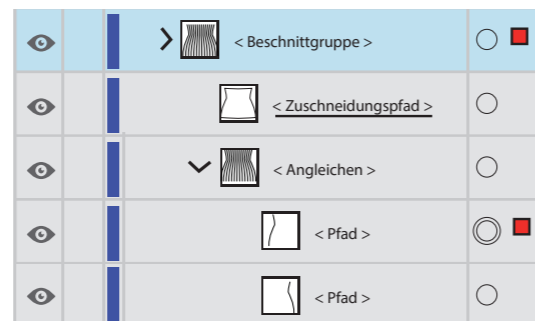 < Beschnittgruppe >
< Zuschneidungspfad >
< Angleichen >
< Pfad >
< Pfad >